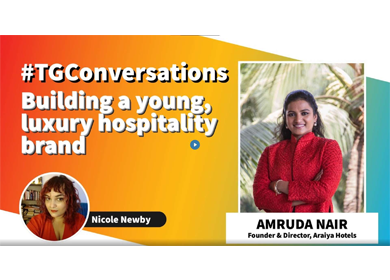 #TGConversations
Building a young,
luxury hospitality
brand
Nicole Newby
AMRUDA NAIR
Founder & Director, Araiya Hotels